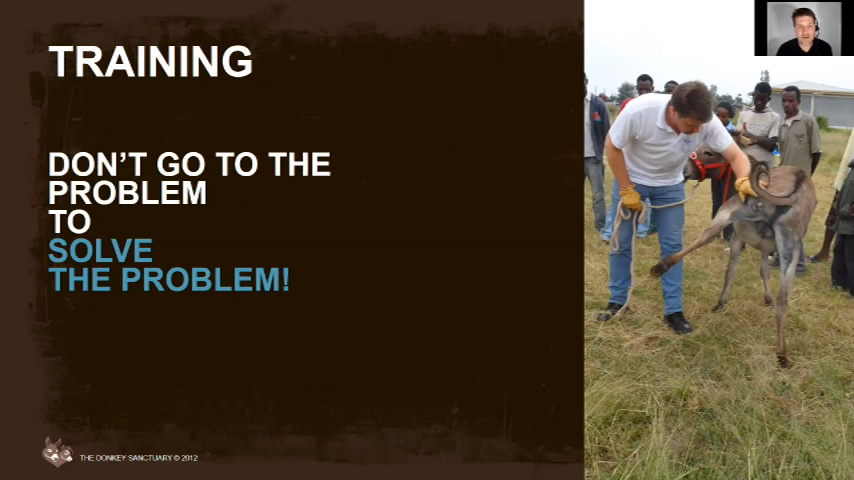 TRAINING
DON'T GO TO THE
PROBLEM
TO
SOLVE
THE PROBLEM!
THE DONKEY SANCTUARY © 2012